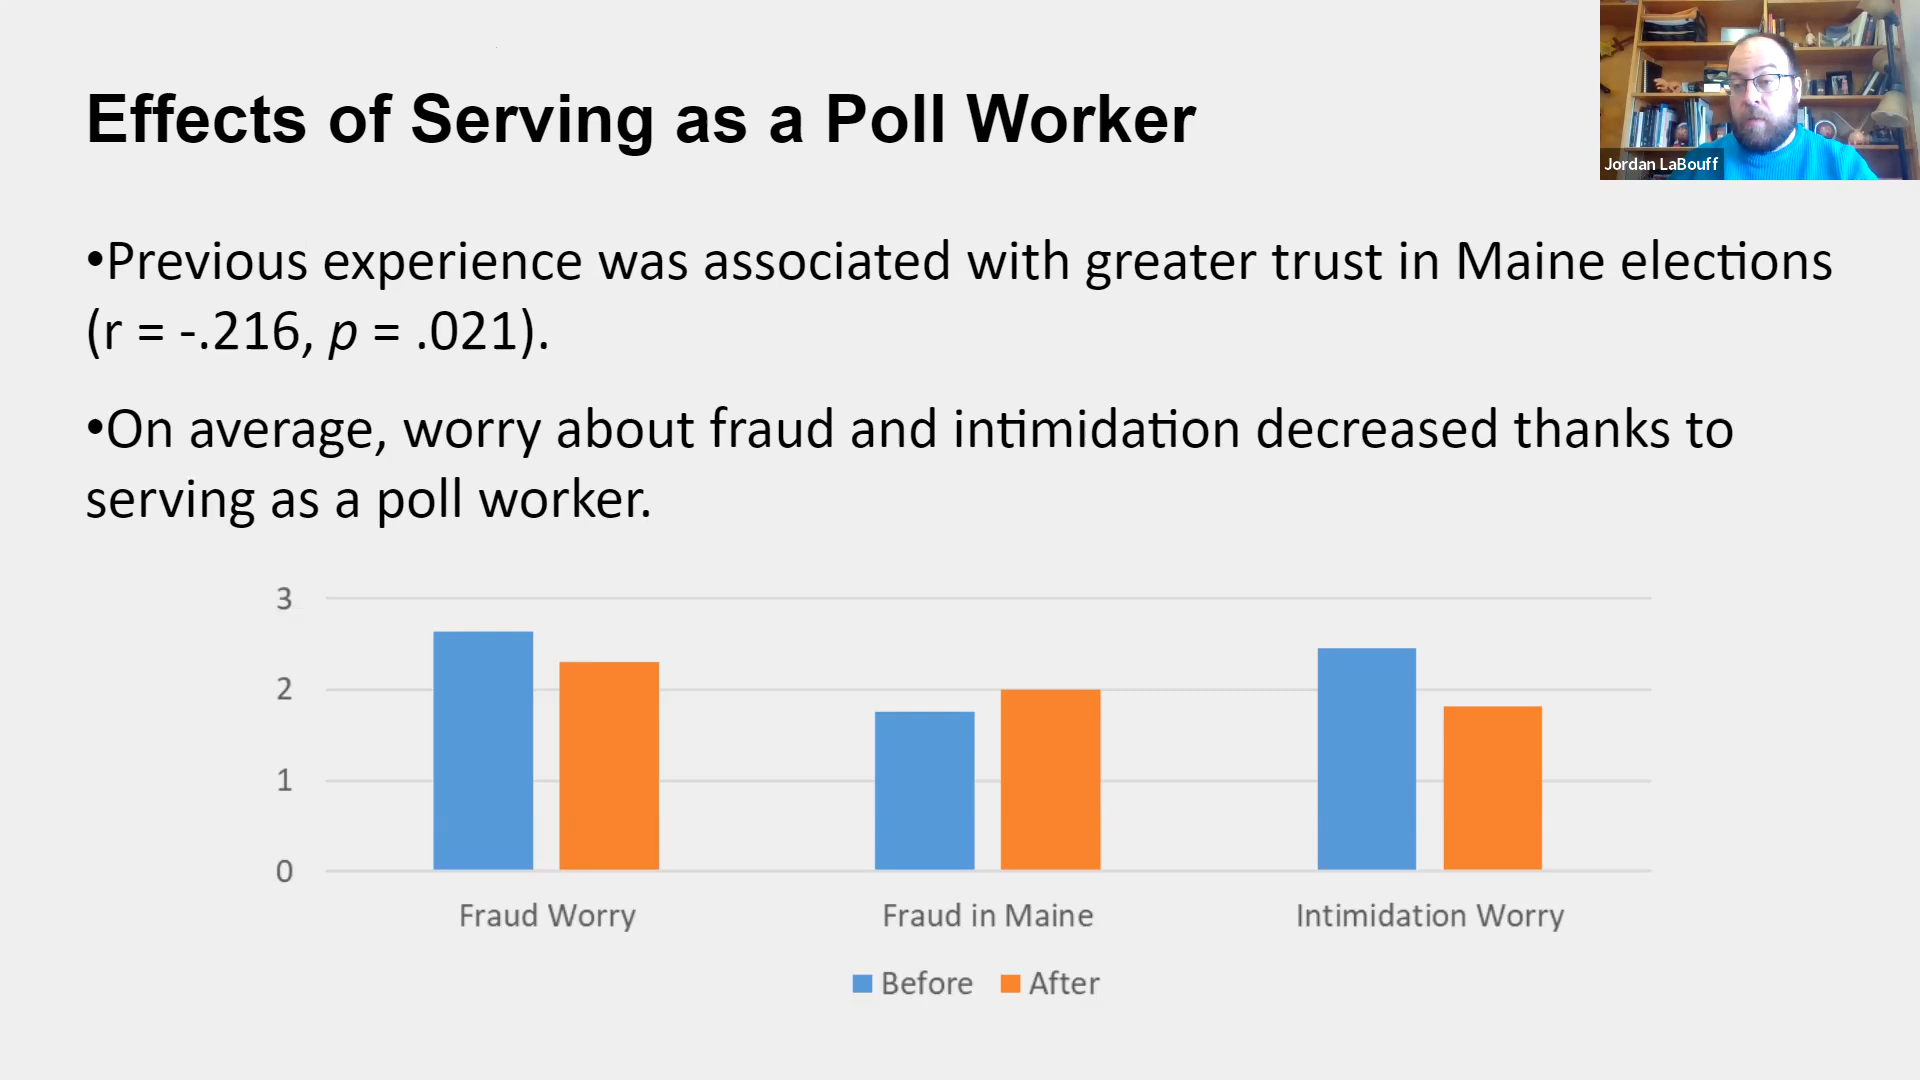 Effects of Serving as a Poll Worker
Jordan LaBouff
•Previous experience was associated with greater trust in Maine elections
(r = -.216, p = .021).
•On average, worry about fraud and intimidation decreased thanks to
serving as a poll worker.
3
2
1
0
Fraud Worry Fraud in Maine Intimidation Worry
Before After